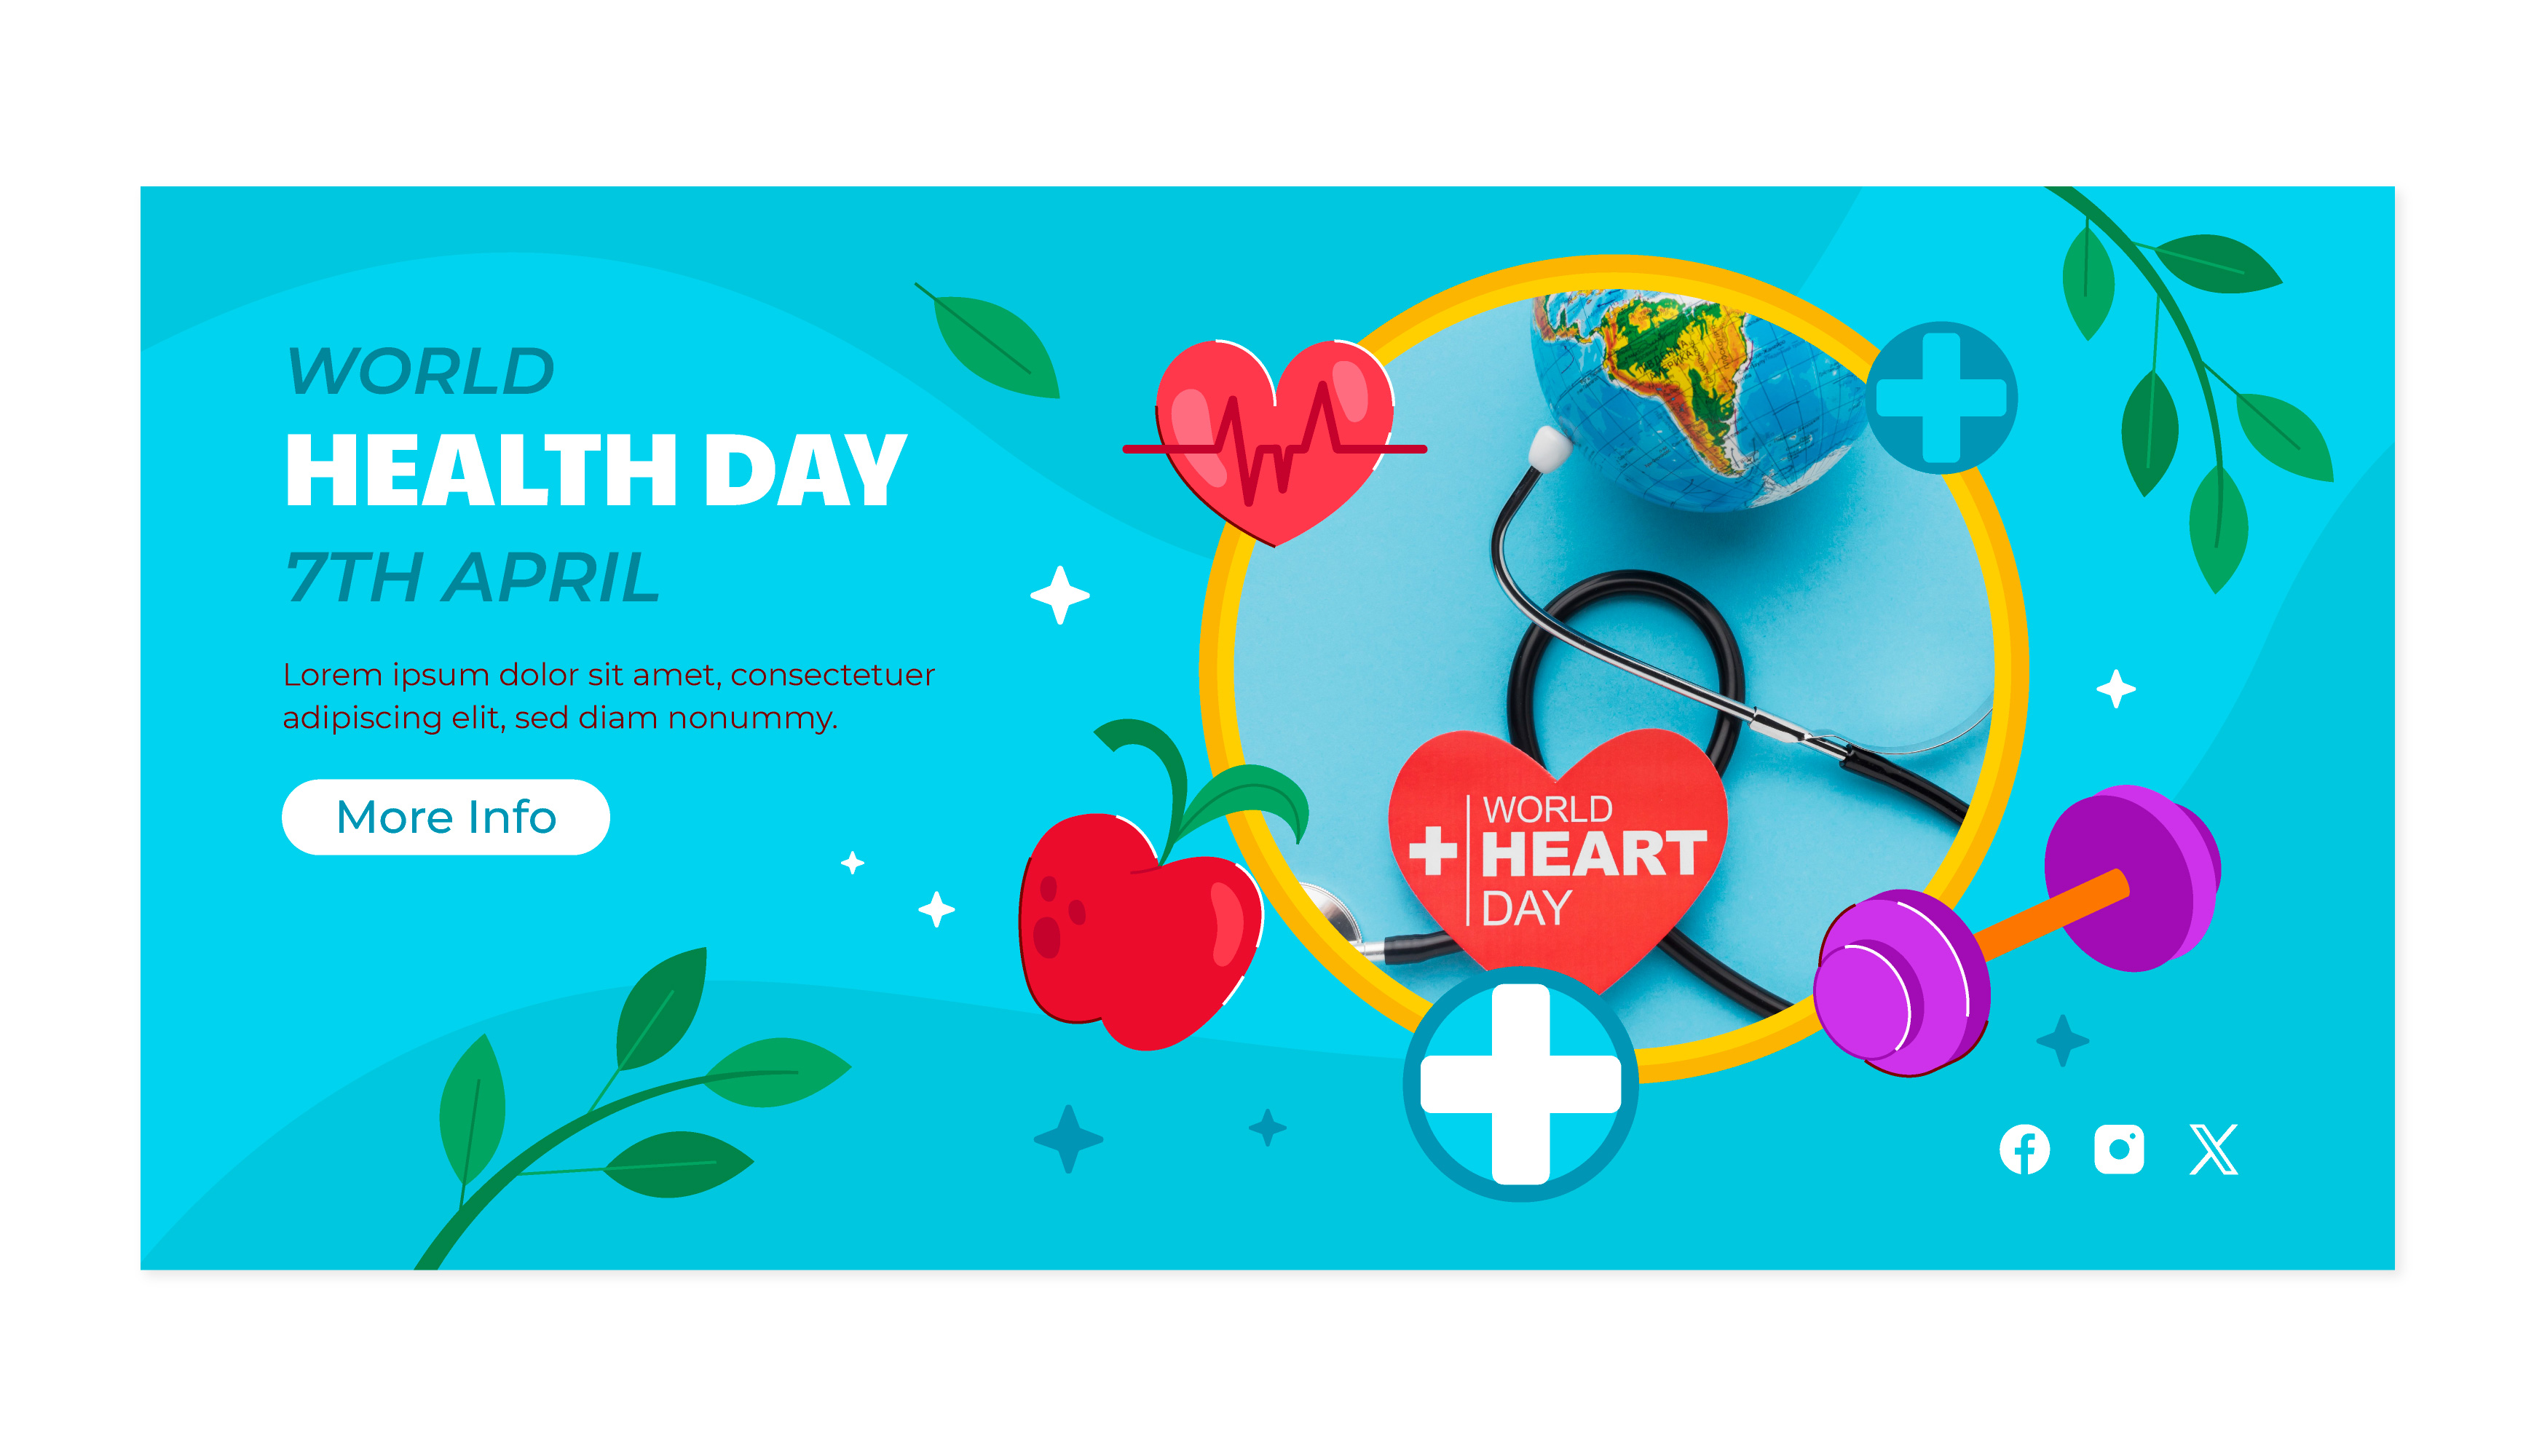 WORLD
HEALTH DAY
7TH APRIL
Lorem ipsum dolor sit amet, consectetuer
adipiscing elit, sed diam nonummy.
More Info
WORLD
HEART
DAY